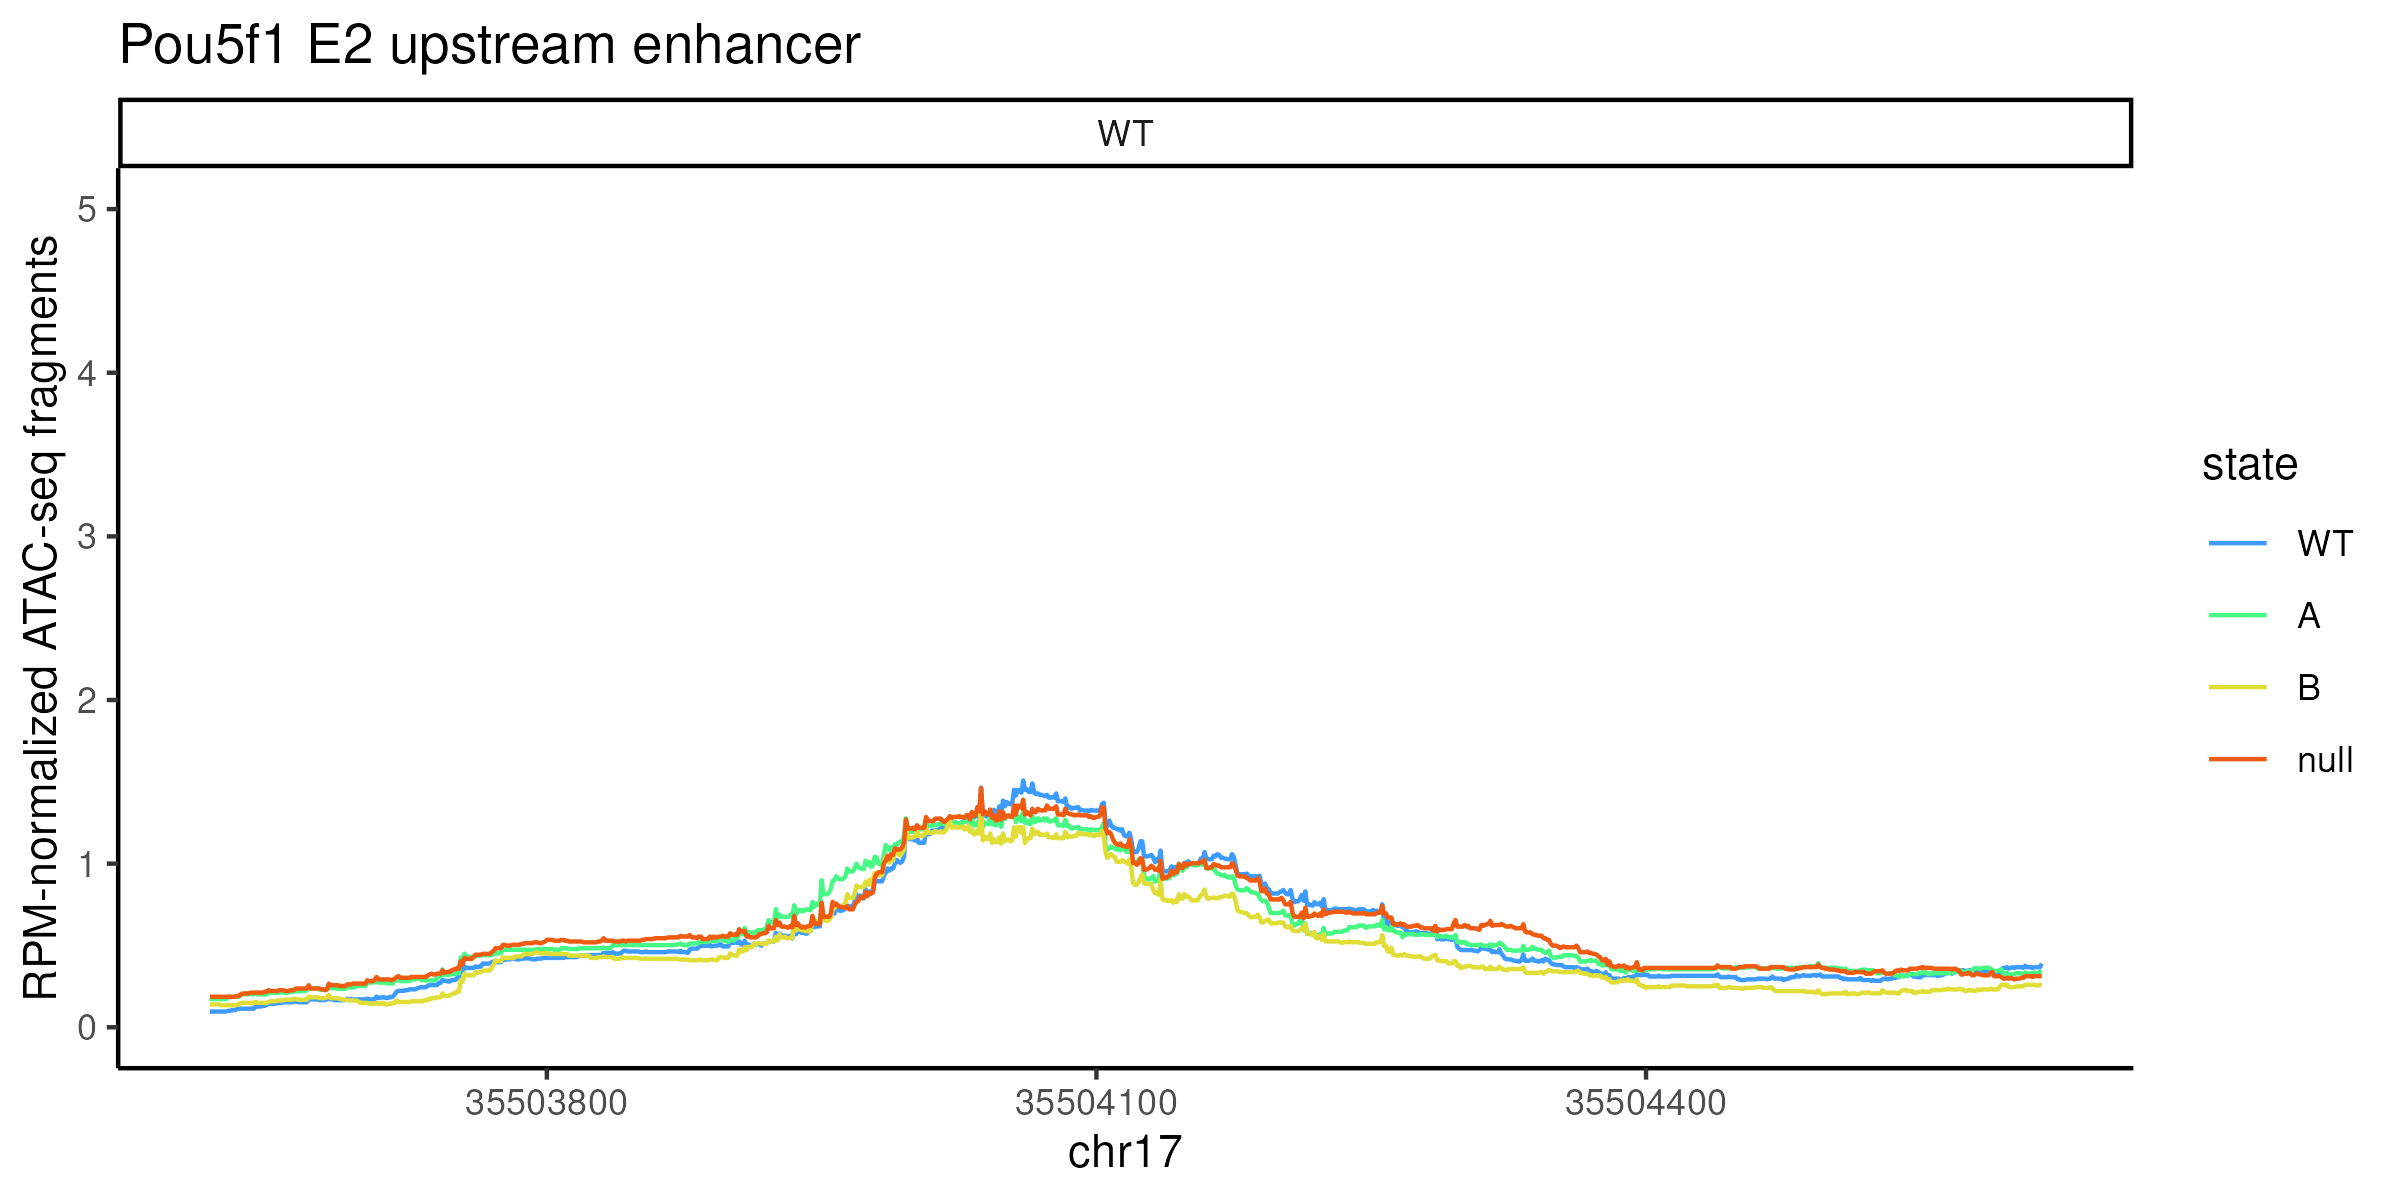 Pou5f1 E2 upstream enhancer
WT
RPM-normalized ATAC-seq fragments
5
4
3
2
1
0
35503800
35504100
35504400
chr17
state
WT
A
B
null